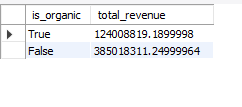 is_organic total_revenue
True 124008819.1899998
False 385018311.24999964